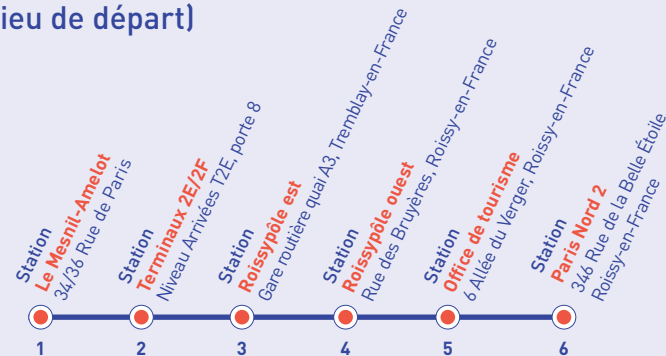 ieu de départ)
Station
Le Mesnil-Amelot
34/36 Rue de Paris
Station
Terminaux 2E/2F
Niveau Arrivées T2E, porte 8
Station
Roissypôle est
Gare routière quai A3, Tremblay-en-France
Station
Roissypôle ouest
Rue des Bruyères, Roissy-en-France
Station
Office de tourisme
6 Allée du Verger, Roissy-en-France
Station
Paris Nord 2
346 Rue de la Belle Étoile
Roissy-en-France
1
2
3
4
5
6